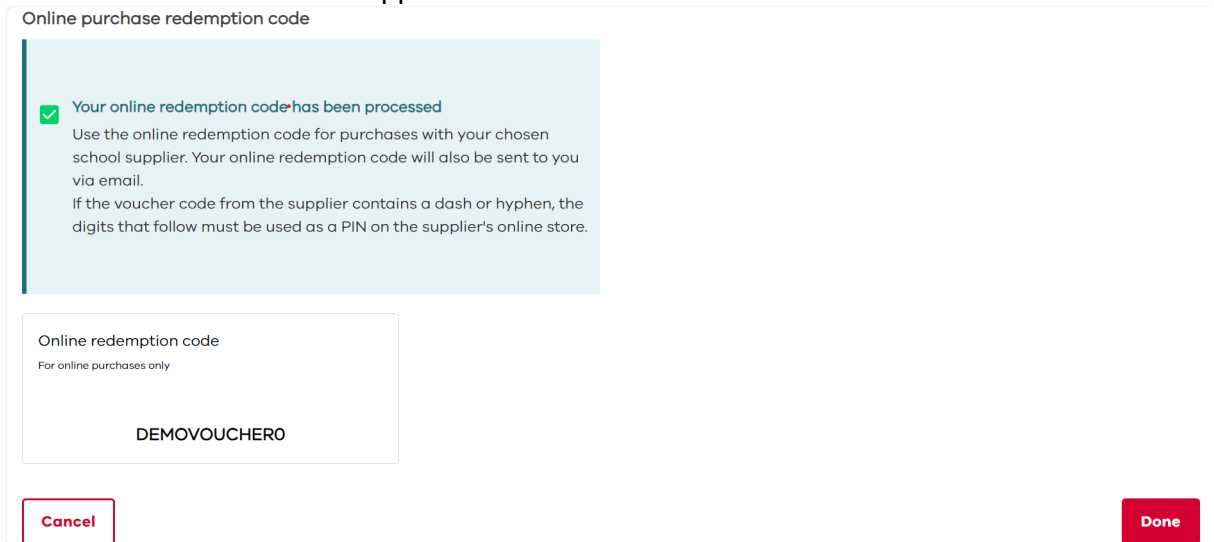 Online purchase redemption code
Your online redemption code has been processed
Use the online redemption code for purchases with your chosen
school supplier. Your online redemption code will also be sent to you
via email.
If the voucher code from the supplier contains a dash or hyphen, the
digits that follow must be used as a PIN on the supplier's online store.
Online redemption code
For online purchases only
DEMOVOUCHER0
Cancel
Done